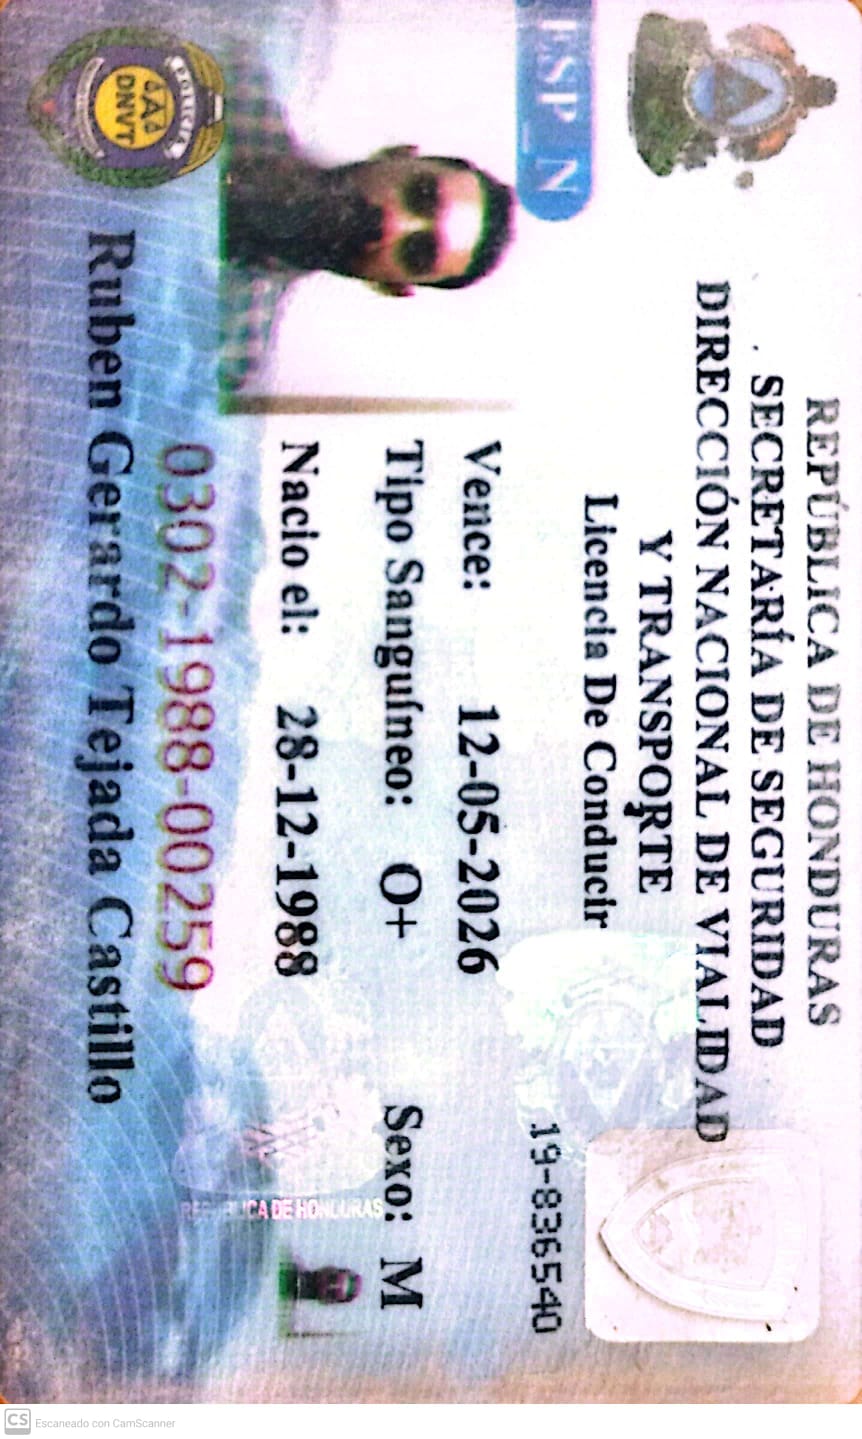 REPÚBLICA DE HONDURAS
SECRETARÍA DE SEGURIDAD
DIRECCIÓN NACIONAL DE VIALIDAD
Y TRANSPORTE
Licencia De Conducir
ESP_N
19-836540
Vence: 12-05-2026
Tipo Sanguíneo: O+ Sexo: M
Nacio el: 28-12-1988
0302-1988-00259
Ruben Gerardo Tejada Castillo
POLICIA
DNVT
DE HONDURAS
CS Escaneado con CamScanner